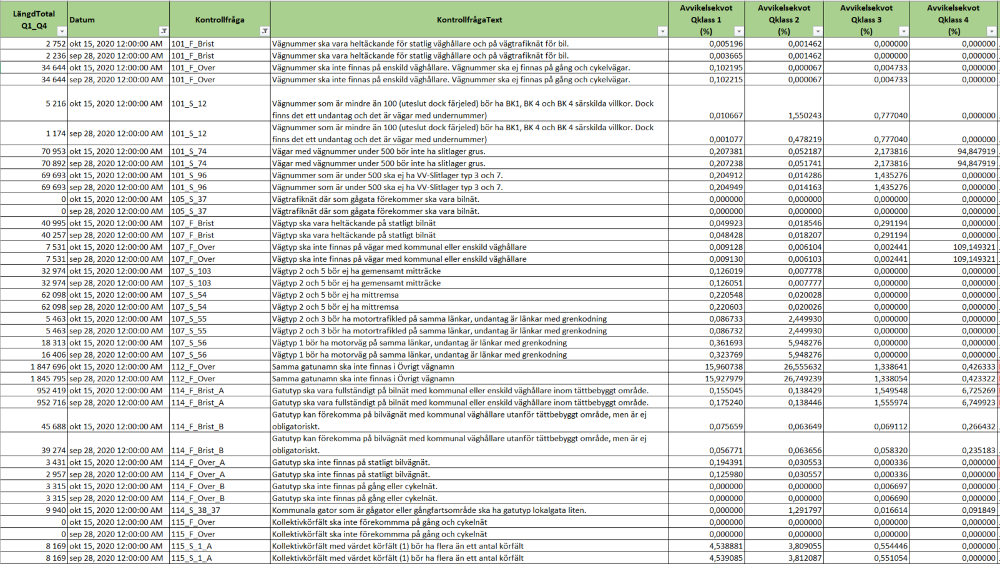 LängdTotal Q1_Q4 Datum Kontrollfråga KontrollfrågaText Avvikelsekvot Qklass 1 (%) Avvikelsekvot Qklass 2 (%) Avvikelsekvot Qklass 3 (%) Avvikelsekvot Qklass 4 (%)
2 752 okt 15, 2020 12:00:00 AM 101_F_Brist Vägnummer ska vara heltäckande för statlig väghållare och på vägtrafiknät för bil. 0,005196 0,001462 0,000000 0,000000
2 236 sep 28, 2020 12:00:00 AM 101_F_Brist Vägnummer ska vara heltäckande för statlig väghållare och på vägtrafiknät för bil. 0,003665 0,001462 0,000000 0,000000
34 644 okt 15, 2020 12:00:00 AM 101_F_Over Vägnummer ska inte finnas på enskild väghållare. Vägnummer ska ej finnas på gång och cykelvägar. 0,102195 0,000067 0,004733 0,000000
34 644 sep 28, 2020 12:00:00 AM 101_F_Over Vägnummer ska inte finnas på enskild väghållare. Vägnummer ska ej finnas på gång och cykelvägar. 0,102215 0,000067 0,004733 0,000000
5 216 okt 15, 2020 12:00:00 AM 101_S_12 Vägnummer som är mindre än 100 (uteslut dock färjeled) bör ha BK1, BK 4 och BK 4 särskilda villkor. Dock
finns det ett undantag och det är vägar med undernummer) 0,010667 1,550243 0,777040 0,000000
1 174 sep 28, 2020 12:00:00 AM 101_S_12 Vägnummer som är mindre än 100 (uteslut dock färjeled) bör ha BK1, BK 4 och BK 4 särskilda villkor. Dock
finns det ett undantag och det är vägar med undernummer) 0,001077 0,478219 0,777040 0,000000
70 953 okt 15, 2020 12:00:00 AM 101_S_74 Vägar med vägnummer under 500 bör inte ha slitlager grus. 0,207381 0,052187 2,173816 94,847919
70 892 sep 28, 2020 12:00:00 AM 101_S_74 Vägar med vägnummer under 500 bör inte ha slitlager grus. 0,207238 0,051741 2,173816 94,847919
69 693 okt 15, 2020 12:00:00 AM 101_S_96 Vägnummer som är under 500 ska ej ha VV-Slitlager typ 3 och 7. 0,204912 0,014286 1,435276 0,000000
69 693 sep 28, 2020 12:00:00 AM 101_S_96 Vägnummer som är under 500 ska ej ha VV-Slitlager typ 3 och 7. 0,204949 0,014163 1,435276 0,000000
0 okt 15, 2020 12:00:00 AM 105_S_37 Vägtrafiknät där som gågata förekommer ska vara bilnät. 0,000000 0,000000 0,000000 0,000000
0 sep 28, 2020 12:00:00 AM 105_S_37 Vägtrafiknät där som gågata förekommer ska vara bilnät. 0,000000 0,000000 0,000000 0,000000
40 995 okt 15, 2020 12:00:00 AM 107_F_Brist Vägtyp ska vara heltäckande på statligt bilnät 0,049923 0,018546 0,291194 0,000000
40 257 sep 28, 2020 12:00:00 AM 107_F_Brist Vägtyp ska vara heltäckande på statligt bilnät 0,048428 0,018207 0,291194 0,000000
7 531 okt 15, 2020 12:00:00 AM 107_F_Over Vägtyp ska inte finnas på vägar med kommunal eller enskild väghållare 0,009128 0,006104 0,002441 109,149321
7 531 sep 28, 2020 12:00:00 AM 107_F_Over Vägtyp ska inte finnas på vägar med kommunal eller enskild väghållare 0,009130 0,006103 0,002441 109,149321
32 974 okt 15, 2020 12:00:00 AM 107_S_103 Vägtyp 2 och 5 bör ej ha gemensamt mitträcke 0,126019 0,007778 0,000000 0,000000
32 974 sep 28, 2020 12:00:00 AM 107_S_103 Vägtyp 2 och 5 bör ej ha gemensamt mitträcke 0,126051 0,007777 0,000000 0,000000
62 098 okt 15, 2020 12:00:00 AM 107_S_54 Vägtyp 2 och 5 bör ej ha mittremsa 0,220548 0,020028 0,000000 0,000000
62 098 sep 28, 2020 12:00:00 AM 107_S_54 Vägtyp 2 och 5 bör ej ha mittremsa 0,220603 0,020026 0,000000 0,000000
5 463 okt 15, 2020 12:00:00 AM 107_S_55 Vägtyp 2 och 3 bör ha motortrafikled på samma länkar, undantag är länkar med grenkodning 0,086733 2,449930 0,000000 0,000000
5 463 sep 28, 2020 12:00:00 AM 107_S_55 Vägtyp 2 och 3 bör ha motortrafikled på samma länkar, undantag är länkar med grenkodning 0,086732 2,449930 0,000000 0,000000
18 313 okt 15, 2020 12:00:00 AM 107_S_56 Vägtyp 1 bör ha motorväg på samma länkar, undantag är länkar med grenkodning 0,361693 5,948276 0,000000 0,000000
16 406 sep 28, 2020 12:00:00 AM 107_S_56 Vägtyp 1 bör ha motorväg på samma länkar, undantag är länkar med grenkodning 0,323769 5,948276 0,000000 0,000000
1 847 696 okt 15, 2020 12:00:00 AM 112_F_Over Samma gatunamn ska inte finnas i Övrigt vägnamn 15,960738 26,555632 1,338641 0,426333
1 845 795 sep 28, 2020 12:00:00 AM 112_F_Over Samma gatunamn ska inte finnas i Övrigt vägnamn 15,927979 26,749239 1,338054 0,423322
952 419 okt 15, 2020 12:00:00 AM 114_F_Brist_A Gatutyp ska vara fullständigt på bilnät med kommunal eller enskild väghållare inom tättbebyggt område. 0,155045 0,138429 1,549548 6,725269
952 716 sep 28, 2020 12:00:00 AM 114_F_Brist_A Gatutyp ska vara fullständigt på bilnät med kommunal eller enskild väghållare inom tättbebyggt område. 0,175240 0,138446 1,555974 6,749923
Gatutyp kan förekomma på bilvägnät med kommunal väghållare utanför tättbebyggt område, men är ej
45 688 okt 15, 2020 12:00:00 AM 114_F_Brist_B obligatoriskt. 0,075659 0,063649 0,069112 0,266432
Gatutyp kan förekomma på bilvägnät med kommunal väghållare utanför tättbebyggt område, men är ej
39 274 sep 28, 2020 12:00:00 AM 114_F_Brist_B obligatoriskt. 0,056771 0,063656 0,058320 0,235183
3 431 okt 15, 2020 12:00:00 AM 114_F_Over_A Gatutyp ska inte finnas på statligt bilvägnät. 0,194391 0,030553 0,000336 0,000000
2 957 sep 28, 2020 12:00:00 AM 114_F_Over_A Gatutyp ska inte finnas på statligt bilvägnät. 0,125980 0,030557 0,000336 0,000000
3 315 okt 15, 2020 12:00:00 AM 114_F_Over_B Gatutyp ska inte finnas på gång eller cykelnät. 0,000000 0,000000 0,006697 0,000000
3 315 sep 28, 2020 12:00:00 AM 114_F_Over_B Gatutyp ska inte finnas på gång eller cykelnät. 0,000000 0,000000 0,006690 0,000000
9 940 okt 15, 2020 12:00:00 AM 114_S_38_37 Kommunala gator som är gågator eller gångfartsområde ska ha gatutyp lokalgata liten. 0,000000 1,291797 0,016614 0,091849
0 okt 15, 2020 12:00:00 AM 115_F_Over Kollektivkörfält ska inte förekommma på gång och cykelnät 0,000000 0,000000 0,000000 0,000000
0 sep 28, 2020 12:00:00 AM 115_F_Over Kollektivkörfält ska inte förekommma på gång och cykelnät 0,000000 0,000000 0,000000 0,000000
8 169 okt 15, 2020 12:00:00 AM 115_S_1_A Kollektivkörfält med värdet körfält (1) bör ha flera än ett antal körfält 4,538881 3,809055 0,554446 0,000000
8 169 sep 28, 2020 12:00:00 AM 115_S_1_A Kollektivkörfält med värdet körfält (1) bör ha flera än ett antal körfält 4,539085 3,812087 0,551054 0,000000